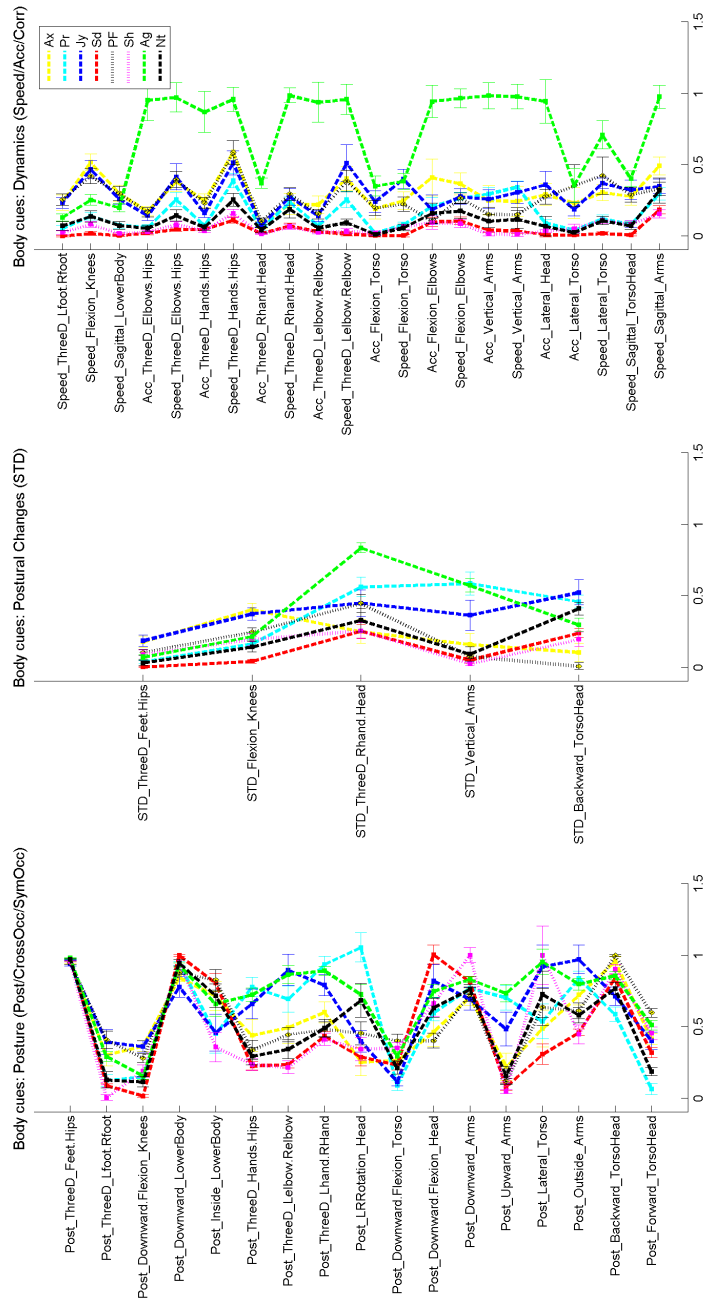 Body cues: Dynamics (Speed/Acc/Corr)
Ax
Pr
Jy
Sd
PF
Sh
Ag
Nt
1.5
1
0.5
0
Speed_ThreeD_Lfoot.Rfoot
Speed_Flexion_Knees
Speed_Sagittal_LowerBody
Acc_ThreeD_Elbows.Hips
Speed_ThreeD_Elbows.Hips
Acc_ThreeD_Hands.Hips
Speed_ThreeD_Hands.Hips
Acc_ThreeD_Rhand.Head
Speed_ThreeD_Rhand.Head
Acc_ThreeD_Lelbow.Relbow
Speed_ThreeD_Lelbow.Relbow
Acc_Flexion_Torso
Speed_Flexion_Torso
Acc_Flexion_Elbows
Speed_Flexion_Elbows
Acc_Vertical_Arms
Speed_Vertical_Arms
Acc_Lateral_Head
Acc_Lateral_Torso
Speed_Lateral_Torso
Speed_Sagittal_TorsoHead
Speed_Sagittal_Arms
Body cues: Postural Changes (STD)
1.5
1
0.5
0
STD_ThreeD_Feet.Hips
STD_Flexion_Knees
STD_ThreeD_Rhand.Head
STD_Vertical_Arms
STD_Backward_TorsoHead
Body cues: Posture (Post/CrossOcc/SymOcc)
1.5
1
0.5
0
Post_ThreeD_Feet.Hips
Post_ThreeD_Lfoot.Rfoot
Post_Downward.Flexion_Knees
Post_Downward_LowerBody
Post_Inside_LowerBody
Post_ThreeD_Hands.Hips
Post_ThreeD_Lelbow.Relbow
Post_ThreeD_Lhand.RHand
Post_LRRotation_Head
Post_Downward.Flexion_Torso
Post_Downward.Flexion_Head
Post_Downward_Arms
Post_Upward_Arms
Post_Lateral_Torso
Post_Outside_Arms
Post_Backward_TorsoHead
Post_Forward_TorsoHead